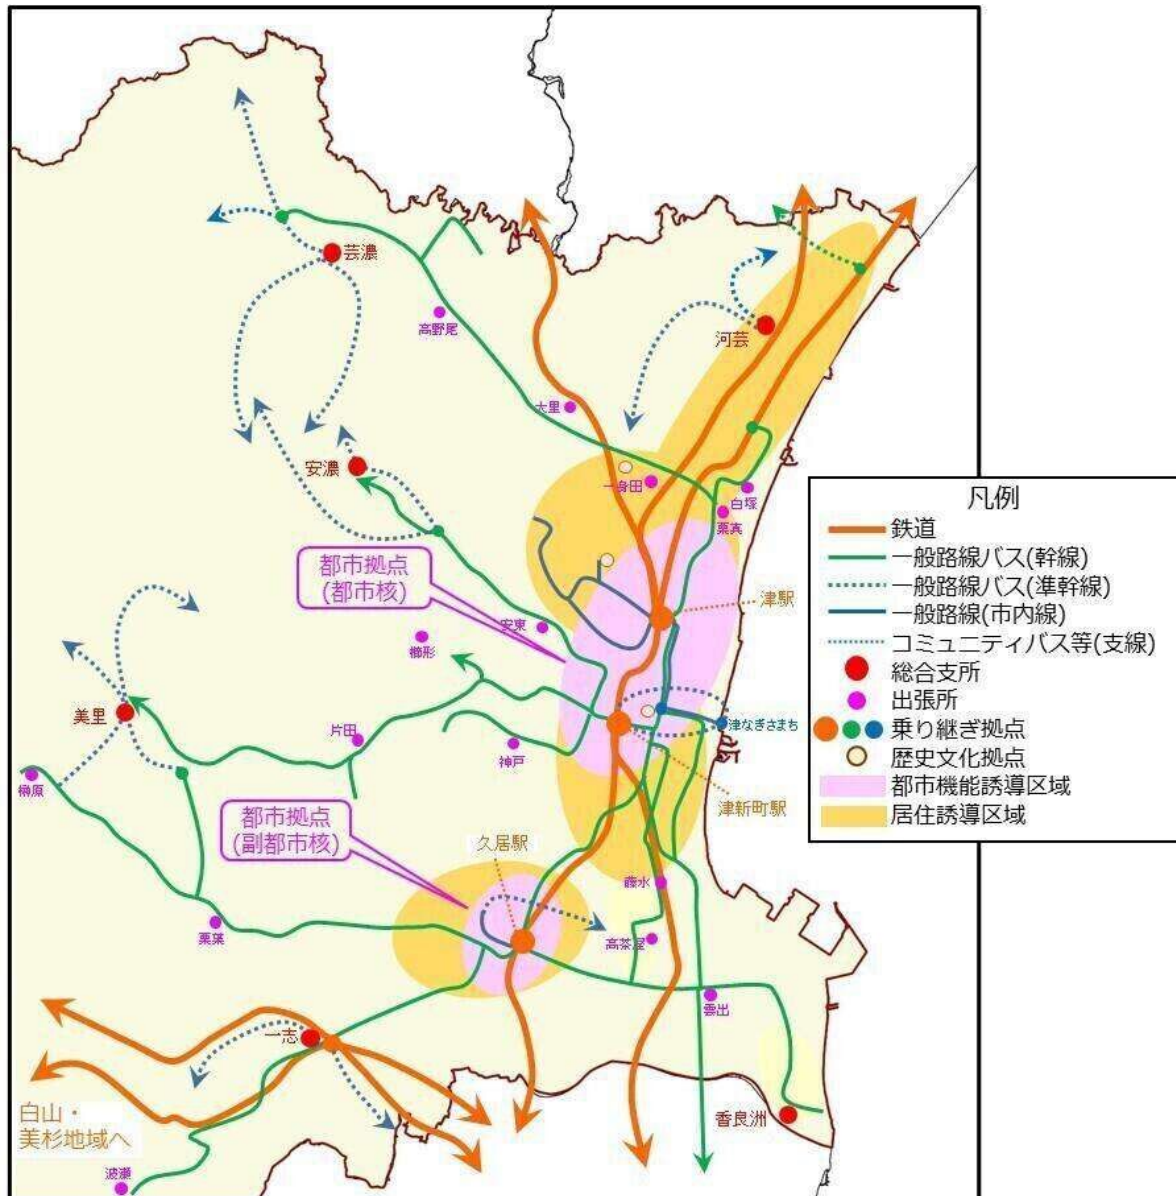 芸濃
高野尾
大里
河芸
一身田
白塚
栗真
安濃
都市拠点
(都市核)
津駅
安東
櫛形
美里
片田
神戸
津なぎさまち
榊原
津新町駅
都市拠点
(副都市核)
久居駅
藤水
栗葉
高茶屋
雲出
一志
香良洲
白山・
美杉地域へ
波瀬
凡例
鉄道
一般路線バス(幹線)
一般路線バス(準幹線)
一般路線(市内線)
コミュニティバス等(支線)
総合支所
出張所
乗り継ぎ拠点
歴史文化拠点
都市機能誘導区域
居住誘導区域